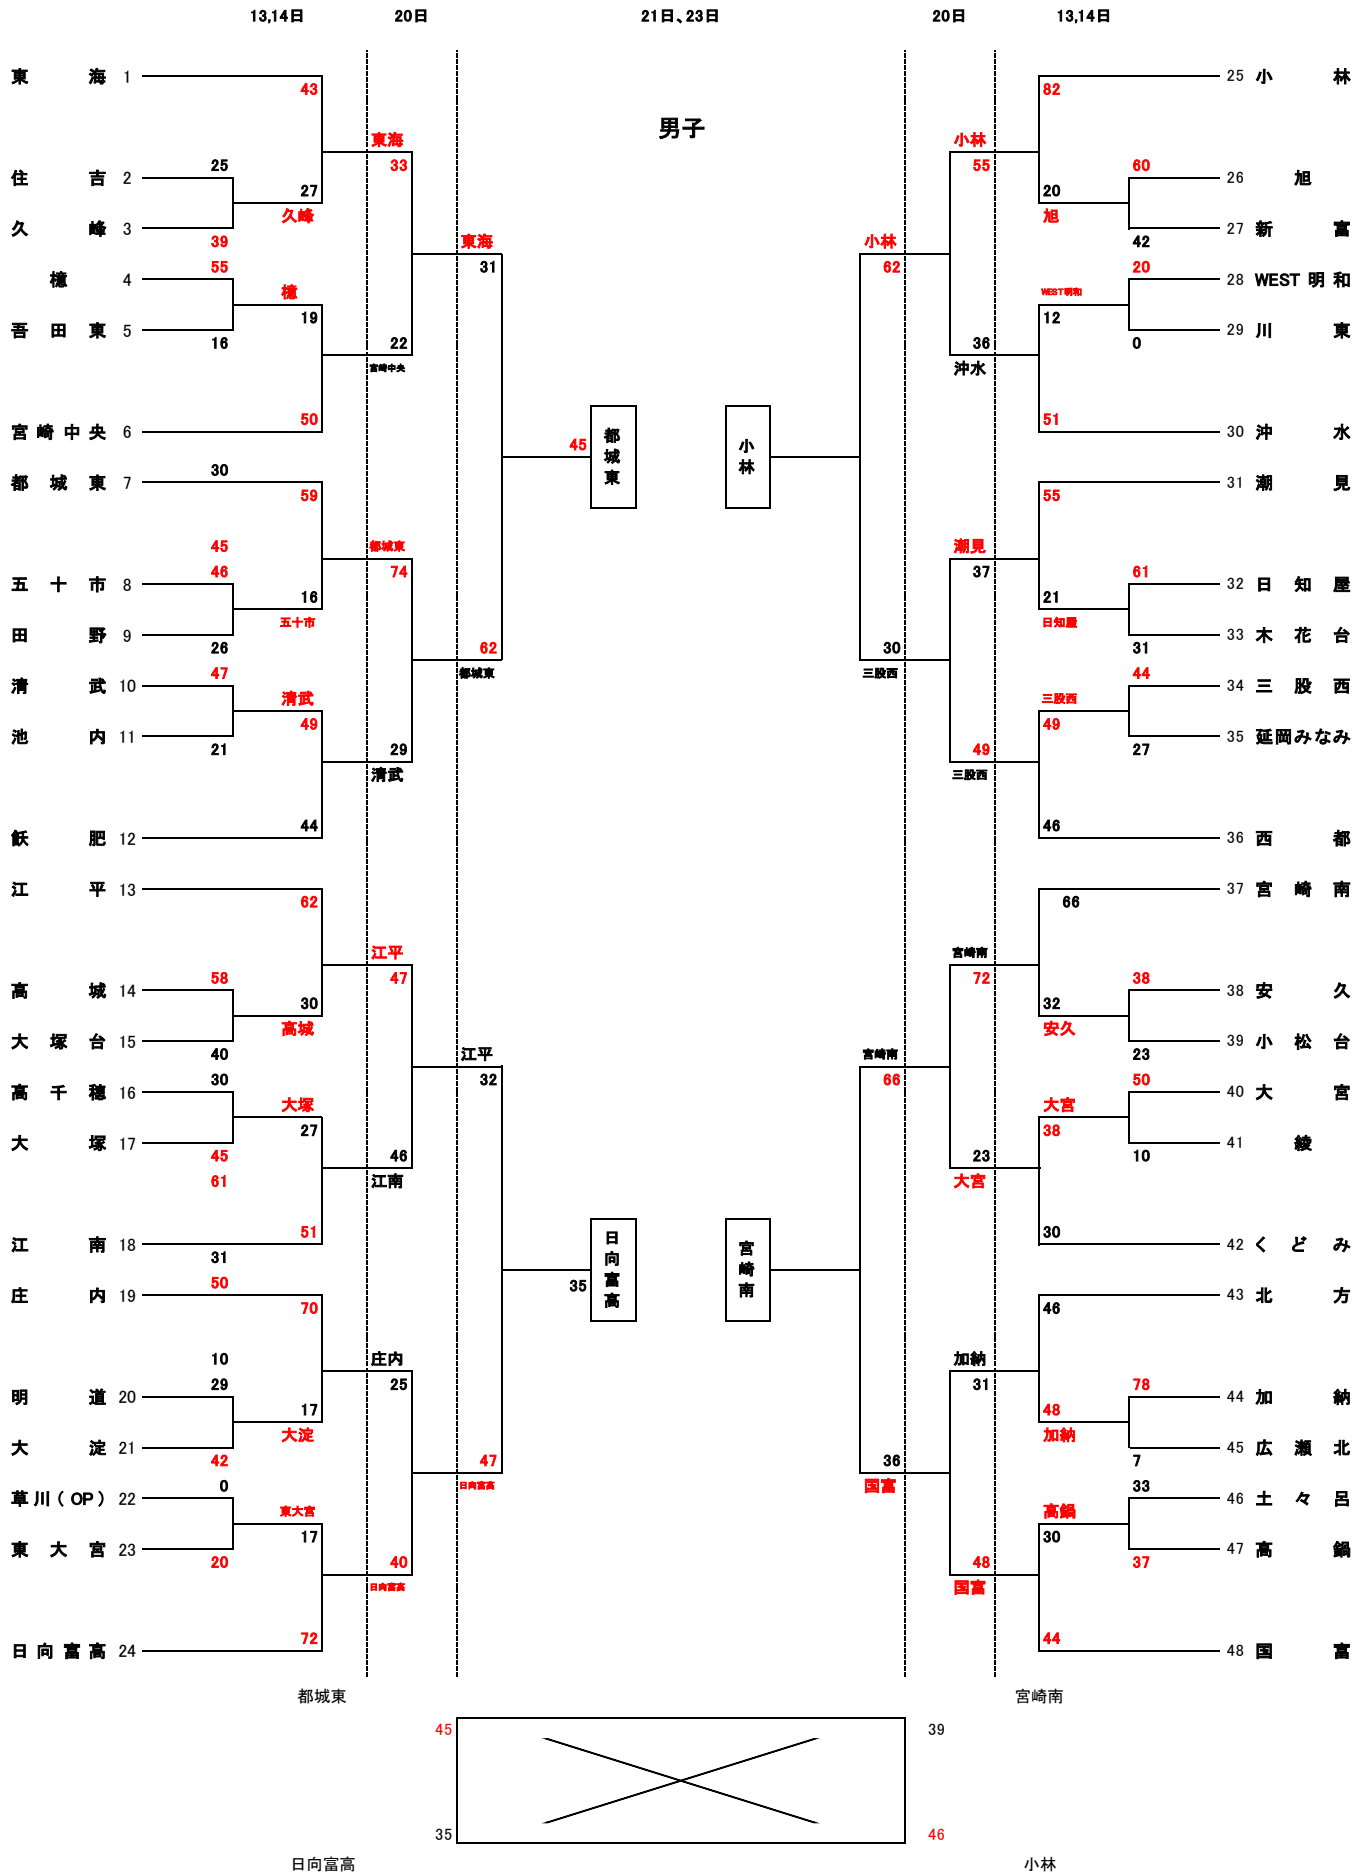 13,14日 20日 21日、23日 20日 13,14日
男子
東海 1
43
東海
33
住吉 2
25
27
久峰
久峰 3
39
東海
31
檍 4
55
檍
19
吾田東 5
16
22
宮崎中央
宮崎中央 6
50
45
都城東
都城東 7
30
59
45
都城東
74
五十市 8
46
16
五十市
田野 9
26
62
都城東
清武 10
47
清武
49
池内 11
21
29
清武
飫肥 12
44
江平 13
62
江平
47
高城 14
58
30
高城
大塚台 15
40
江平
32
高千穂 16
30
大塚
27
大塚 17
45
61
46
江南
江南 18
51
31
35
日向富高
庄内 19
50
70
10
庄内
25
明道 20
29
17
大淀
大淀 21
42
47
日向富高
草川(OP) 22
0
東大宮
17
東大宮 23
20
40
日向富高
日向富高 24
72
25 小林
82
小林
55
60
26 旭
20
旭
27 新富
42
小林
62
20
28 WEST明和
WEST明和
12
29 川東
0
36
沖水
51
30 沖水
小林
31 潮見
55
潮見
37
61
32 日知屋
21
日知屋
33 木花台
31
30
三股西
44
34 三股西
三股西
49
35 延岡みなみ
27
49
三股西
46
36 西都
37 宮崎南
66
宮崎南
72
38
38 安久
32
安久
39 小松台
23
宮崎南
66
50
40 大宮
大宮
38
41 綾
10
23
大宮
30
42 くどみ
宮崎南
43 北方
46
加納
31
78
44 加納
48
加納
45 広瀬北
7
36
国富
33
46 土々呂
高鍋
30
47 高鍋
37
48
国富
44
48 国富
都城東 宮崎南
45 39
35 46
日向富高 小林